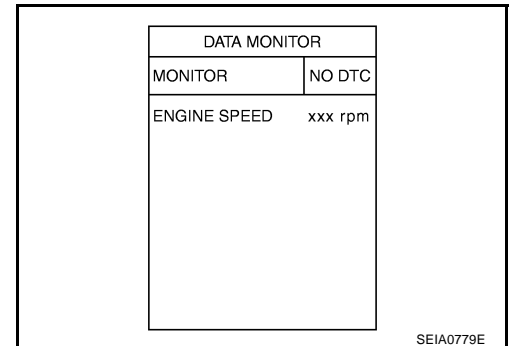 DATA MONITOR
MONITOR NO DTC
ENGINE SPEED xxx rpm
SEIA0779E